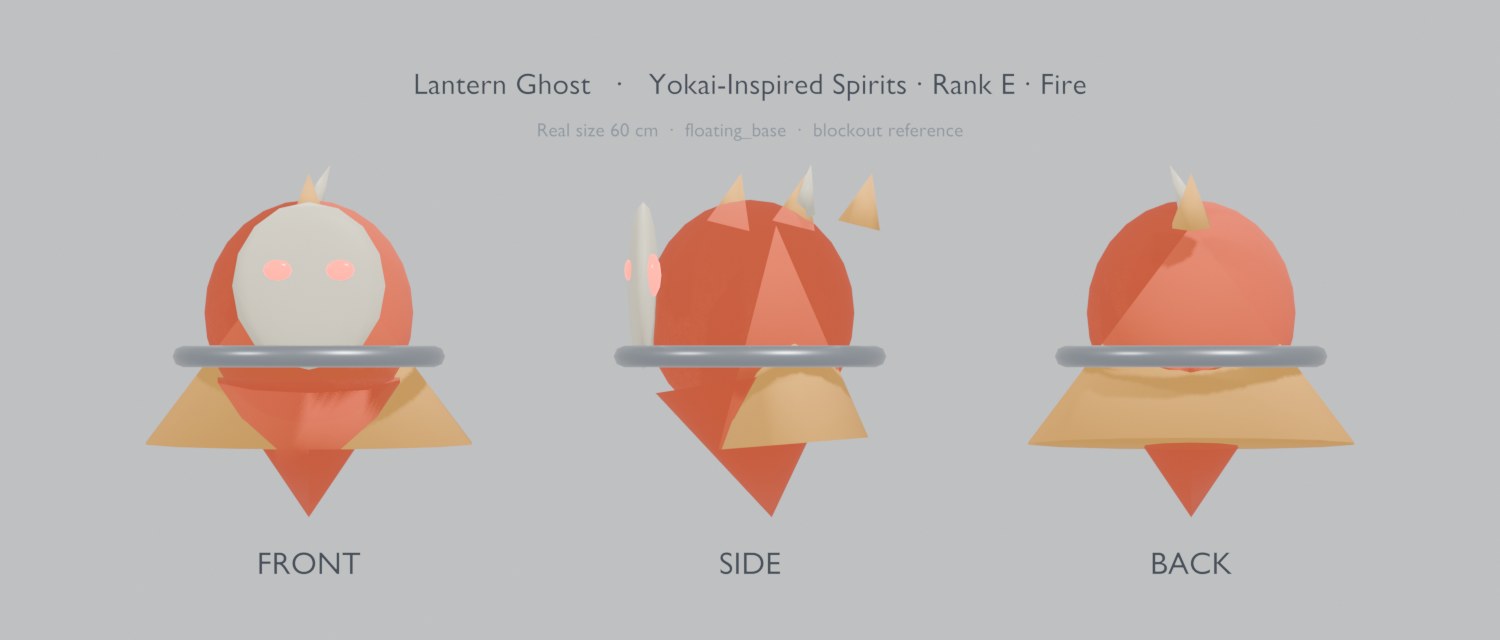 Lantern Ghost · Yokai-Inspired Spirits · Rank E · Fire
Real size 60 cm · floating_base · blockout reference
FRONT SIDE BACK